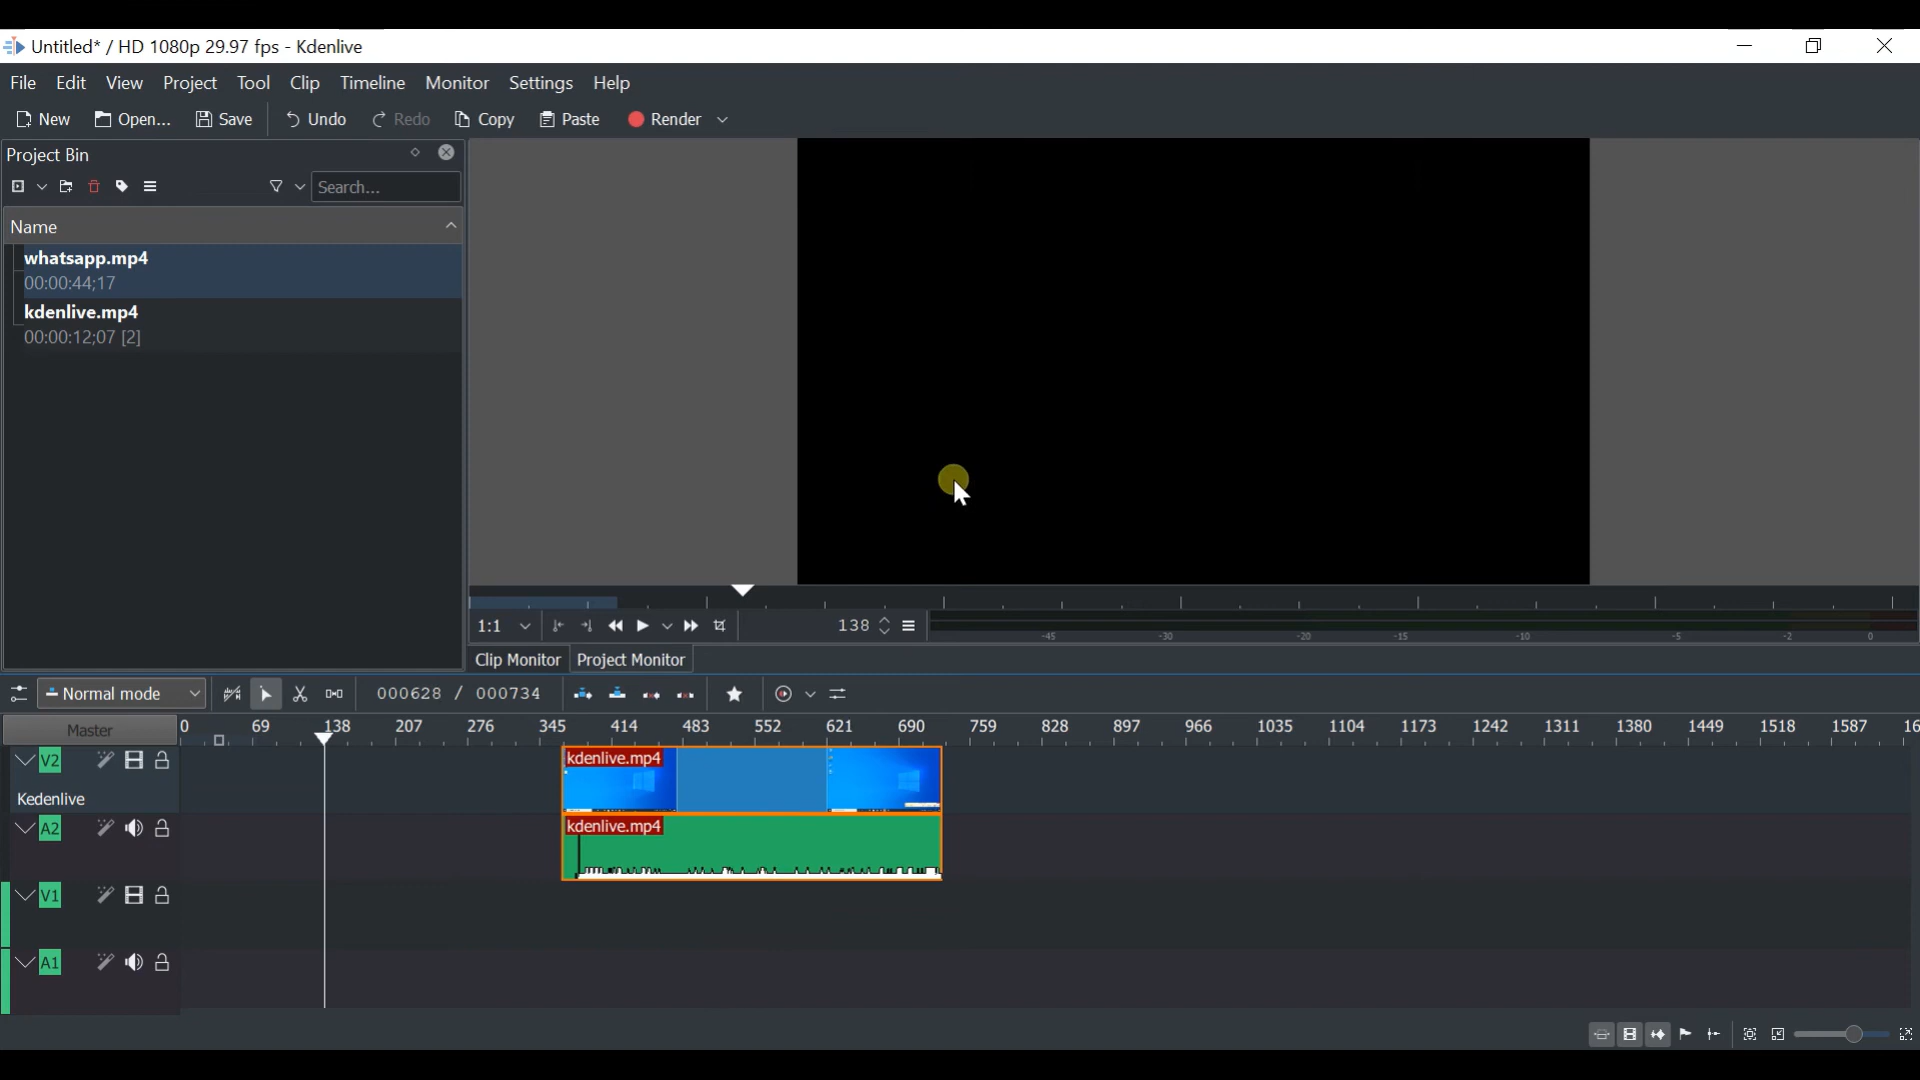 Untitled* / HD 1080p 29.97 fps - Kdenlive
File Edit View Project Tool Clip Timeline Monitor Settings Help
New Open... Save Undo Redo Copy Paste Render
Project Bin
Search...
Name
whatsapp.mp4
00:00:44;17
kdenlive.mp4
00:00:12;07 [2]
1:1 138
-45 -30 -20 -15 -10 -5 -2 0
Clip Monitor Project Monitor
Normal mode 000628 / 000734
Master 0 69 138 207 276 345 414 483 552 621 690 759 828 897 966 1035 1104 1173 1242 1311 1380 1449 1518 1587 16
V2 kdenlive.mp4
Kedenlive
A2 kdenlive.mp4
V1
A1